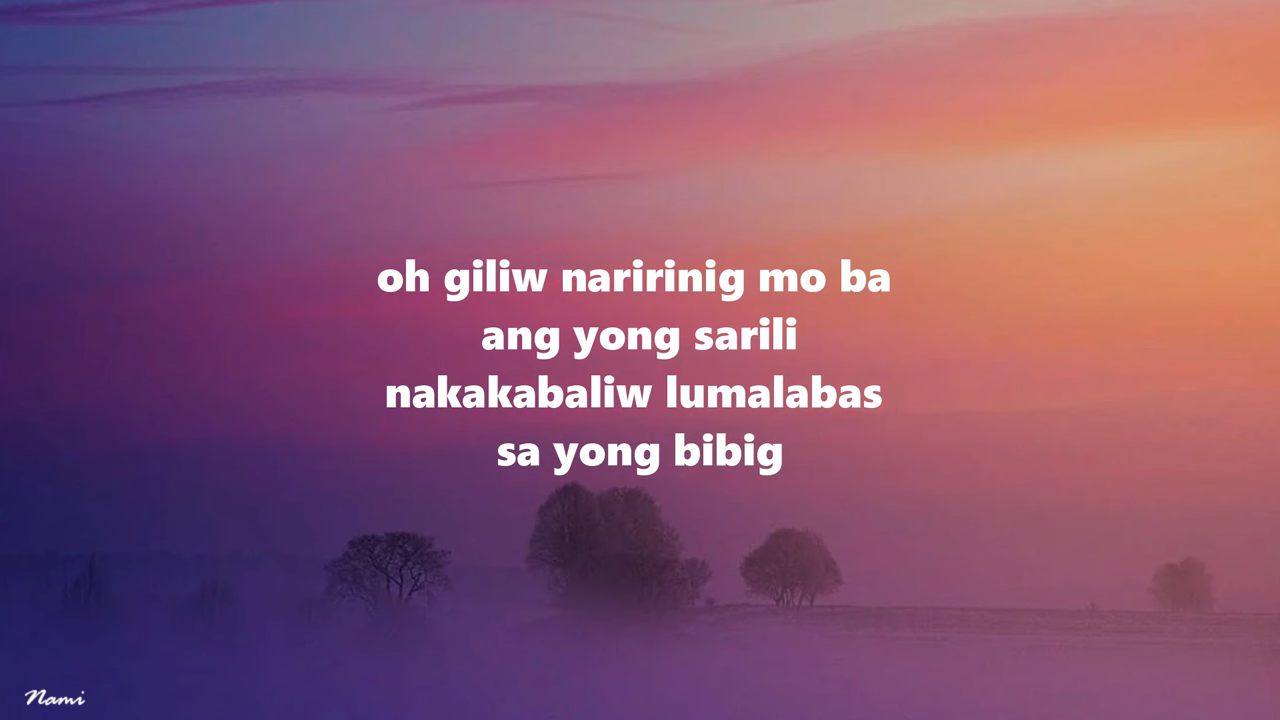 oh giliw naririnig mo ba
ang yong sarili
nakakabaliw lumalabas
sa yong bibig
Nami